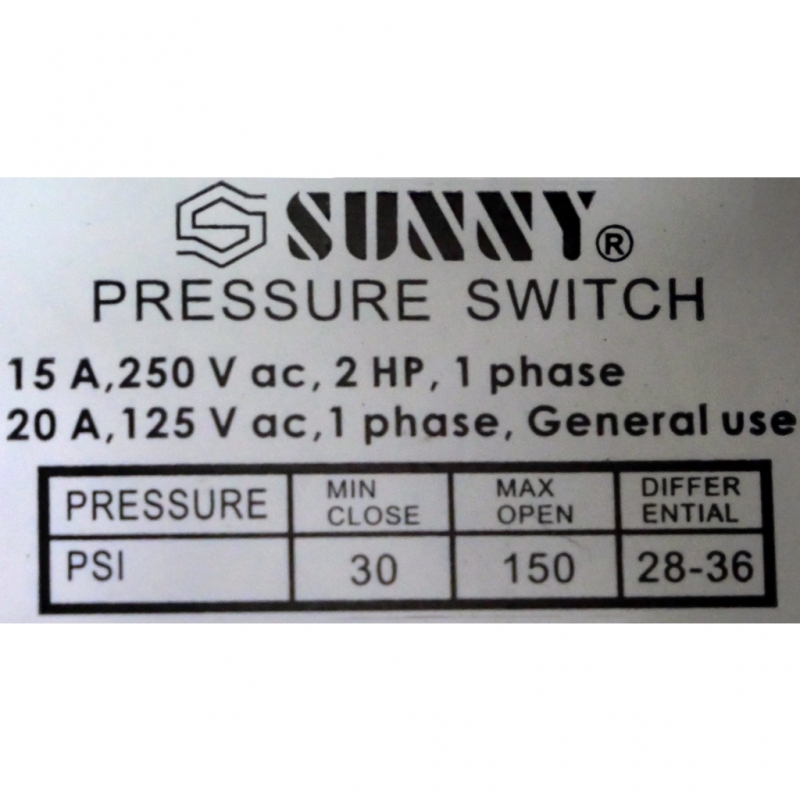 SUNNY®
PRESSURE SWITCH
15 A,250 V ac, 2 HP, 1 phase
20 A,125 V ac,1 phase, General use
PRESSURE MIN CLOSE MAX OPEN DIFFER ENTIAL
PSI 30 150 28-36